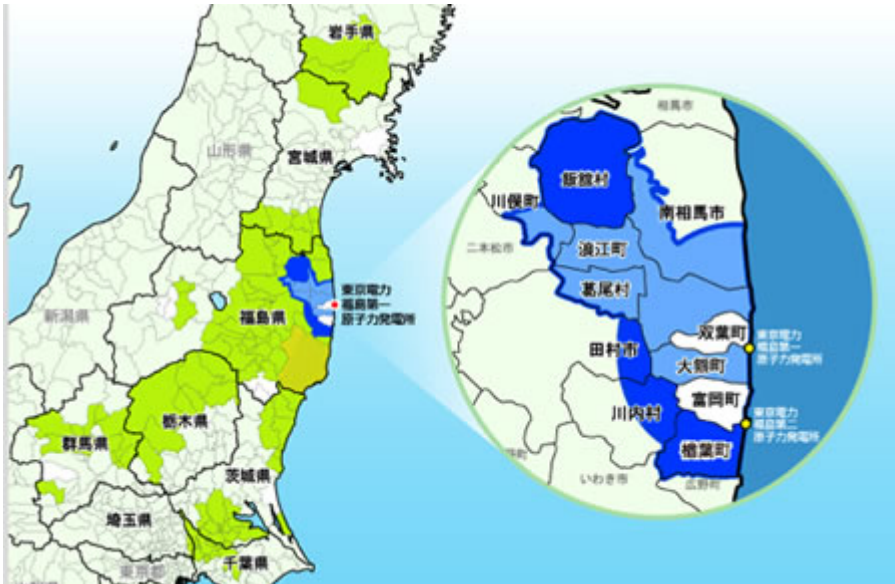 岩手県
山形県
宮城県
新潟県
福島県
東京電力
福島第一
原子力発電所
栃木県
群馬県
茨城県
埼玉県
東京都
千葉県
相馬市
飯舘村
川俣町
南相馬市
二本松市
浪江町
葛尾村
双葉町
東京電力
福島第一
原子力発電所
田村市
大熊町
富岡町
川内村
東京電力
福島第二
原子力発電所
楢葉町
いわき市
広野町